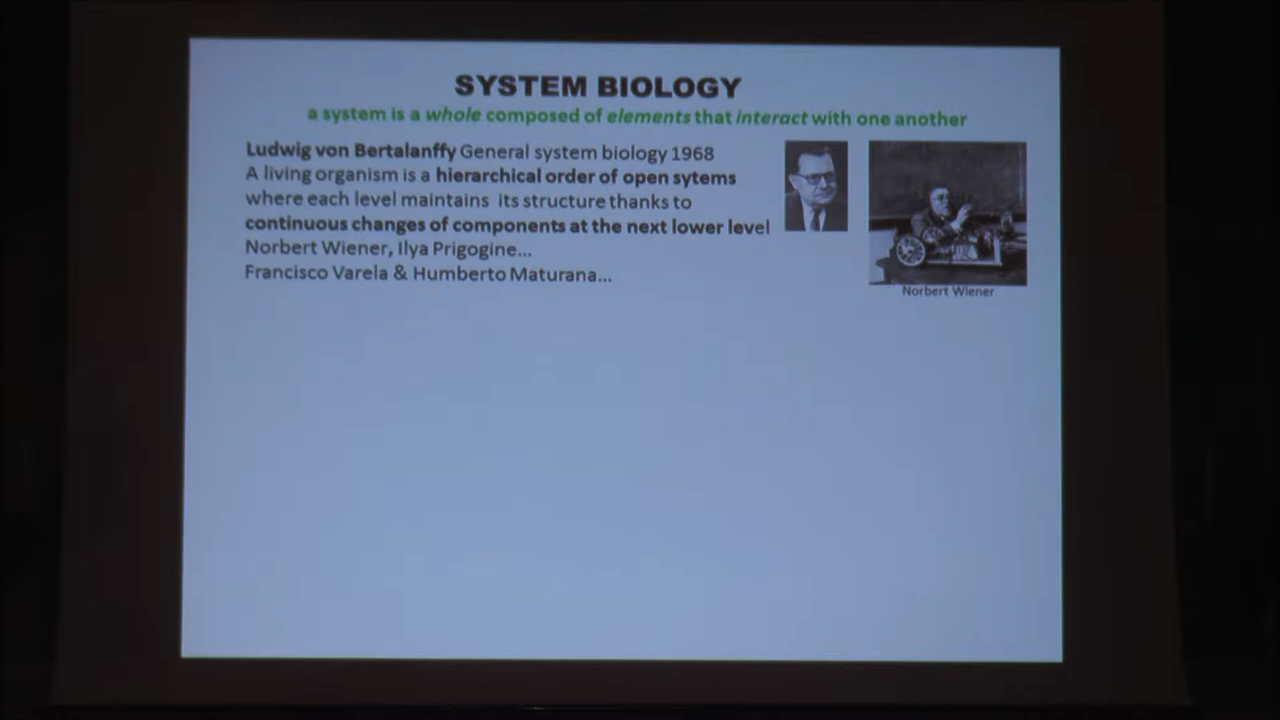 SYSTEM BIOLOGY
a system is a whole composed of elements that interact with one another
Ludwig von Bertalanffy General system biology 1968
A living organism is a hierarchical order of open sytems
where each level maintains its structure thanks to
continuous changes of components at the next lower level
Norbert Wiener, Ilya Prigogine...
Francisco Varela & Humberto Maturana...
Norbert Wiener